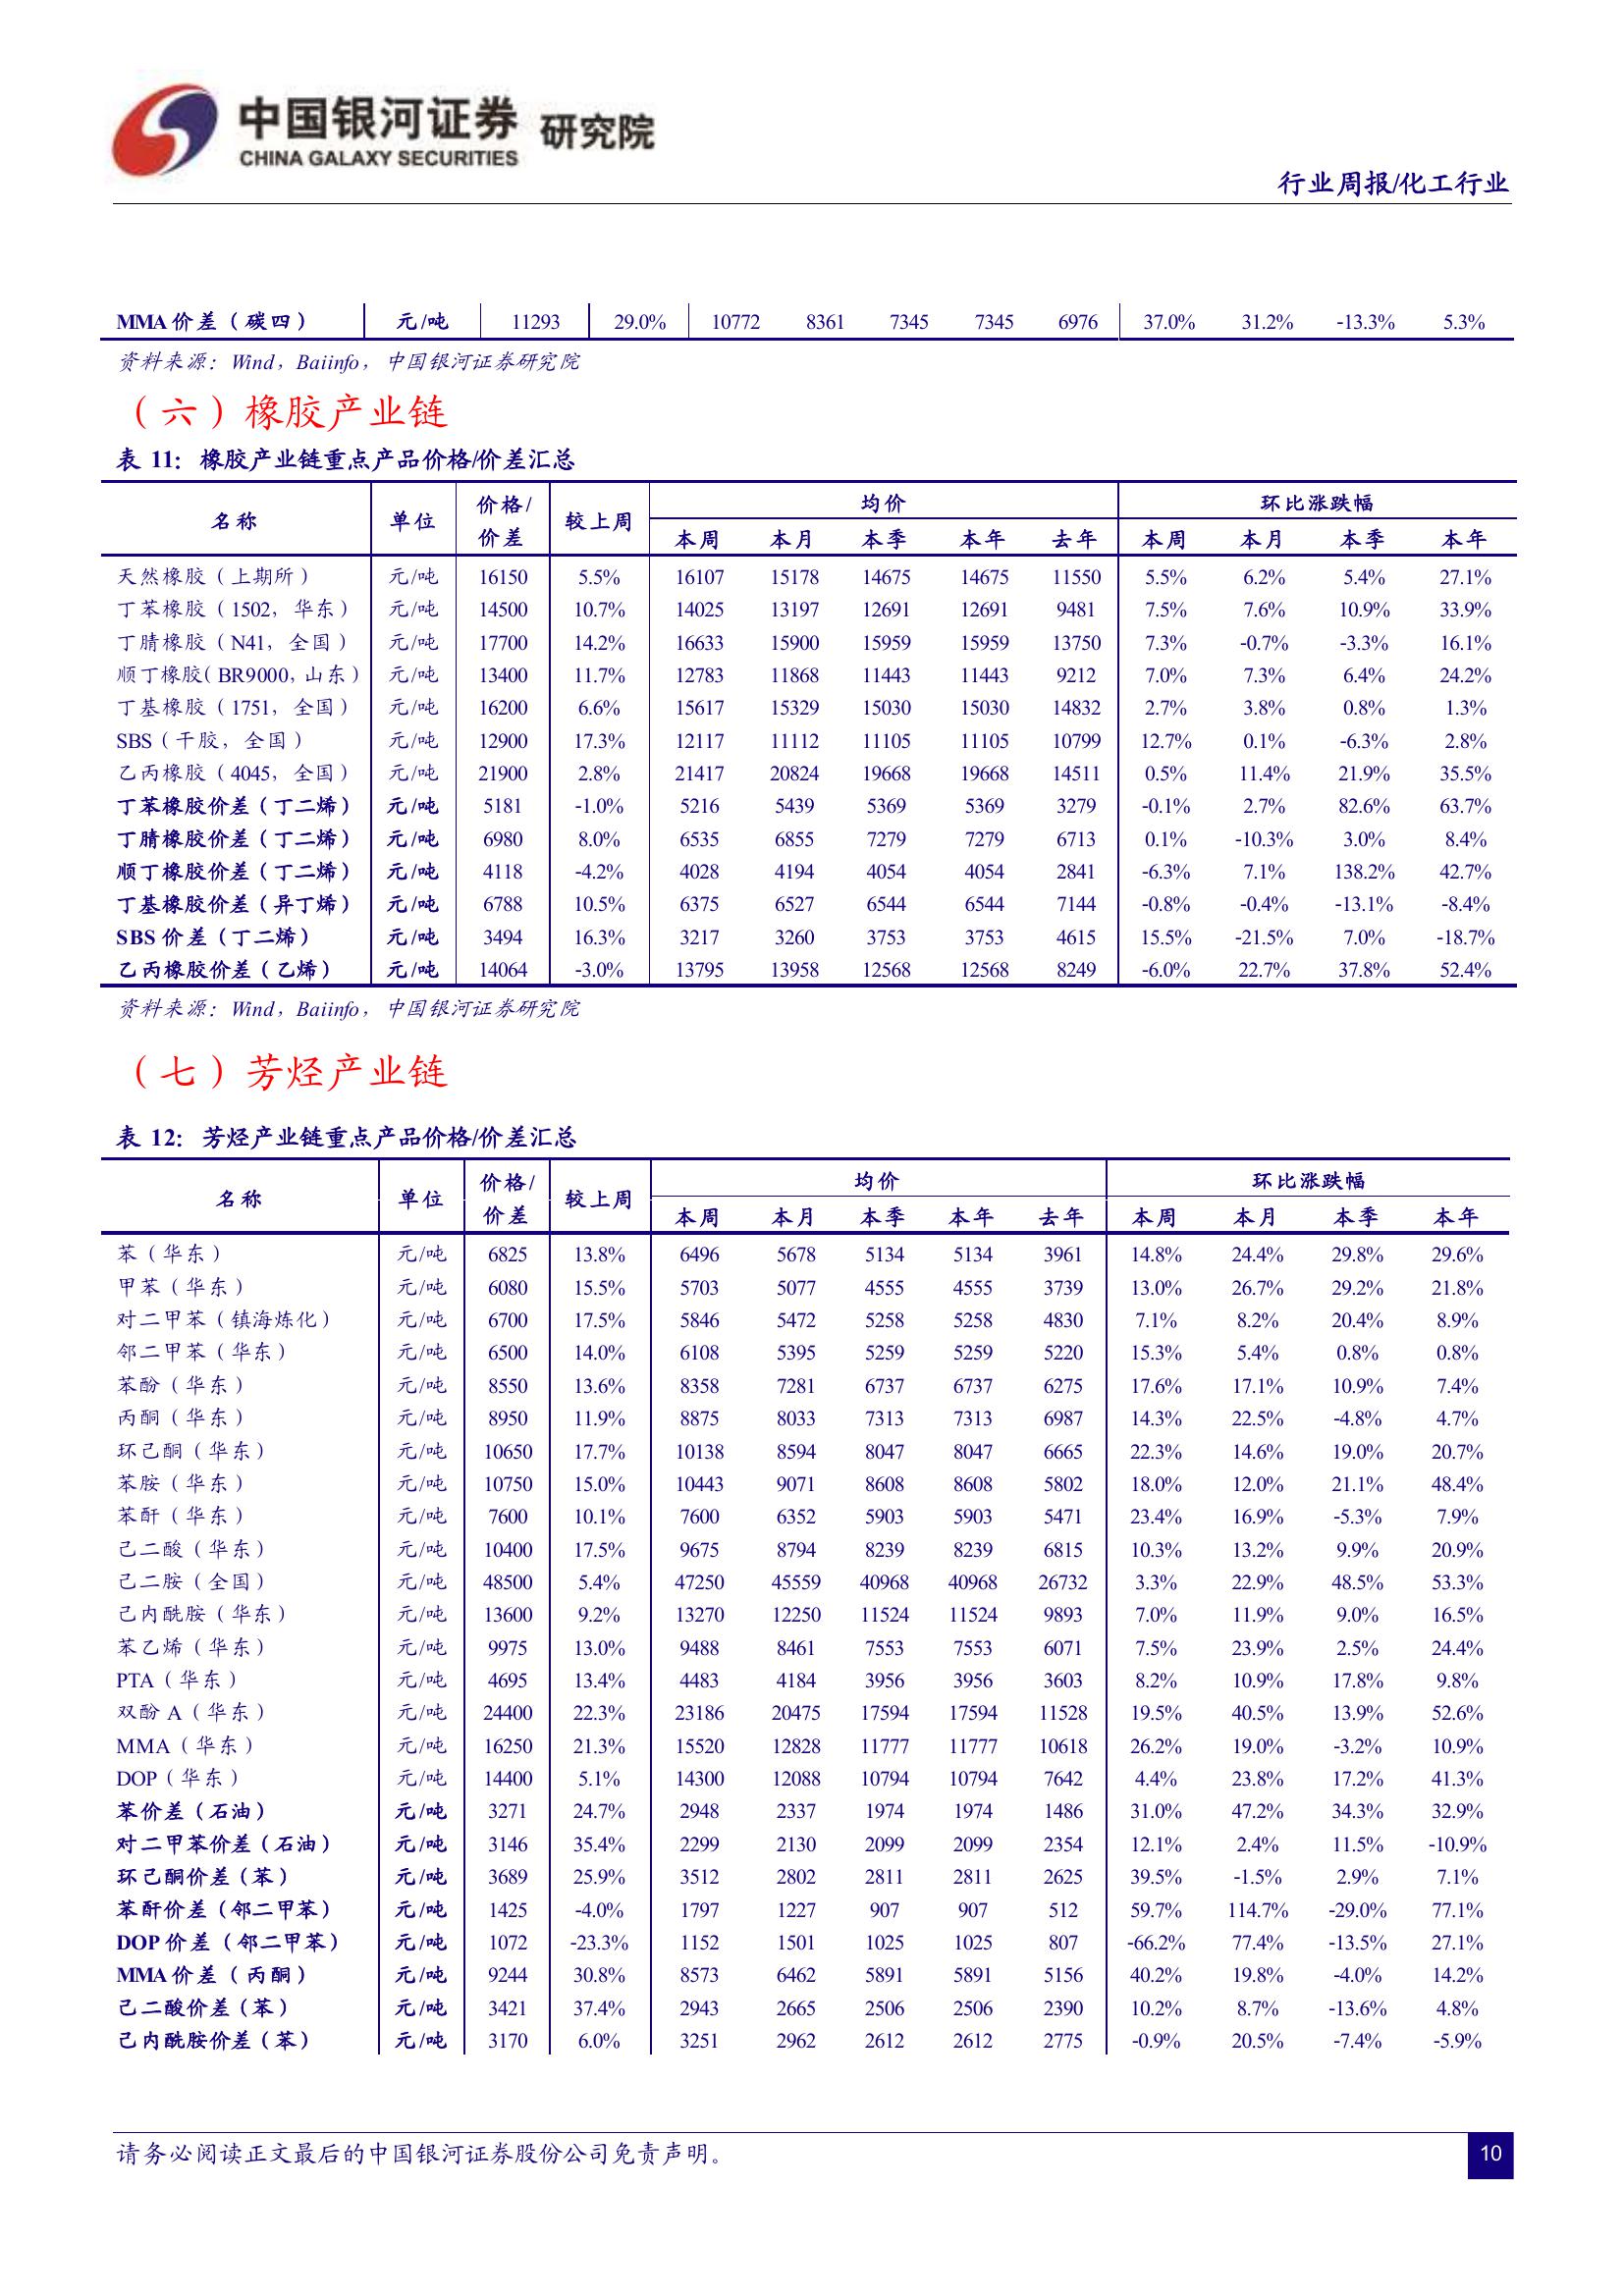 中国银河证券 研究院
CHINA GALAXY SECURITIES
行业周报/化工行业
MMA 价差（碳四） 元/吨 11293 29.0% 10772 8361 7345 7345 6976 37.0% 31.2% -13.3% 5.3%
资料来源：Wind，Baiinfo，中国银河证券研究院
（六）橡胶产业链
表 11：橡胶产业链重点产品价格/价差汇总
名称 单位 价格/价差 较上周 均价 环比涨跌幅
本周 本月 本季 本年 去年 本周 本月 本季 本年
天然橡胶（上期所） 元/吨 16150 5.5% 16107 15178 14675 14675 11550 5.5% 6.2% 5.4% 27.1%
丁苯橡胶（1502，华东） 元/吨 14500 10.7% 14025 13197 12691 12691 9481 7.5% 7.6% 10.9% 33.9%
丁腈橡胶（N41，全国） 元/吨 17700 14.2% 16633 15900 15959 15959 13750 7.3% -0.7% -3.3% 16.1%
顺丁橡胶（BR9000，山东） 元/吨 13400 11.7% 12783 11868 11443 11443 9212 7.0% 7.3% 6.4% 24.2%
丁基橡胶（1751，全国） 元/吨 16200 6.6% 15617 15329 15030 15030 14832 2.7% 3.8% 0.8% 1.3%
SBS（干胶，全国） 元/吨 12900 17.3% 12117 11112 11105 11105 10799 12.7% 0.1% -6.3% 2.8%
乙丙橡胶（4045，全国） 元/吨 21900 2.8% 21417 20824 19668 19668 14511 0.5% 11.4% 21.9% 35.5%
丁苯橡胶价差（丁二烯） 元/吨 5181 -1.0% 5216 5439 5369 5369 3279 -0.1% 2.7% 82.6% 63.7%
丁腈橡胶价差（丁二烯） 元/吨 6980 8.0% 6535 6855 7279 7279 6713 0.1% -10.3% 3.0% 8.4%
顺丁橡胶价差（丁二烯） 元/吨 4118 -4.2% 4028 4194 4054 4054 2841 -6.3% 7.1% 138.2% 42.7%
丁基橡胶价差（异丁烯） 元/吨 6788 10.5% 6375 6527 6544 6544 7144 -0.8% -0.4% -13.1% -8.4%
SBS 价差（丁二烯） 元/吨 3494 16.3% 3217 3260 3753 3753 4615 15.5% -21.5% 7.0% -18.7%
乙丙橡胶价差（乙烯） 元/吨 14064 -3.0% 13795 13958 12568 12568 8249 -6.0% 22.7% 37.8% 52.4%
资料来源：Wind，Baiinfo，中国银河证券研究院
（七）芳烃产业链
表 12：芳烃产业链重点产品价格/价差汇总
名称 单位 价格/价差 较上周 均价 环比涨跌幅
本周 本月 本季 本年 去年 本周 本月 本季 本年
苯（华东） 元/吨 6825 13.8% 6496 5678 5134 5134 3961 14.8% 24.4% 29.8% 29.6%
甲苯（华东） 元/吨 6080 15.5% 5703 5077 4555 4555 3739 13.0% 26.7% 29.2% 21.8%
对二甲苯（镇海炼化） 元/吨 6700 17.5% 5846 5472 5258 5258 4830 7.1% 8.2% 20.4% 8.9%
邻二甲苯（华东） 元/吨 6500 14.0% 6108 5395 5259 5259 5220 15.3% 5.4% 0.8% 0.8%
苯酚（华东） 元/吨 8550 13.6% 8358 7281 6737 6737 6275 17.6% 17.1% 10.9% 7.4%
丙酮（华东） 元/吨 8950 11.9% 8875 8033 7313 7313 6987 14.3% 22.5% -4.8% 4.7%
环己酮（华东） 元/吨 10650 17.7% 10138 8594 8047 8047 6665 22.3% 14.6% 19.0% 20.7%
苯胺（华东） 元/吨 10750 15.0% 10443 9071 8608 8608 5802 18.0% 12.0% 21.1% 48.4%
苯酐（华东） 元/吨 7600 10.1% 7600 6352 5903 5903 5471 23.4% 16.9% -5.3% 7.9%
己二酸（华东） 元/吨 10400 17.5% 9675 8794 8239 8239 6815 10.3% 13.2% 9.9% 20.9%
己二胺（全国） 元/吨 48500 5.4% 47250 45559 40968 40968 26732 3.3% 22.9% 48.5% 53.3%
己内酰胺（华东） 元/吨 13600 9.2% 13270 12250 11524 11524 9893 7.0% 11.9% 9.0% 16.5%
苯乙烯（华东） 元/吨 9975 13.0% 9488 8461 7553 7553 6071 7.5% 23.9% 2.5% 24.4%
PTA（华东） 元/吨 4695 13.4% 4483 4184 3956 3956 3603 8.2% 10.9% 17.8% 9.8%
双酚 A（华东） 元/吨 24400 22.3% 23186 20475 17594 17594 11528 19.5% 40.5% 13.9% 52.6%
MMA（华东） 元/吨 16250 21.3% 15520 12828 11777 11777 10618 26.2% 19.0% -3.2% 10.9%
DOP（华东） 元/吨 14400 5.1% 14300 12088 10794 10794 7642 4.4% 23.8% 17.2% 41.3%
苯价差（石油） 元/吨 3271 24.7% 2948 2337 1974 1974 1486 31.0% 47.2% 34.3% 32.9%
对二甲苯价差（石油） 元/吨 3146 35.4% 2299 2130 2099 2099 2354 12.1% 2.4% 11.5% -10.9%
环己酮价差（苯） 元/吨 3689 25.9% 3512 2802 2811 2811 2625 39.5% -1.5% 2.9% 7.1%
苯酐价差（邻二甲苯） 元/吨 1425 -4.0% 1797 1227 907 907 512 59.7% 114.7% -29.0% 77.1%
DOP 价差（邻二甲苯） 元/吨 1072 -23.3% 1152 1501 1025 1025 807 -66.2% 77.4% -13.5% 27.1%
MMA 价差（丙酮） 元/吨 9244 30.8% 8573 6462 5891 5891 5156 40.2% 19.8% -4.0% 14.2%
己二酸价差（苯） 元/吨 3421 37.4% 2943 2665 2506 2506 2390 10.2% 8.7% -13.6% 4.8%
己内酰胺价差（苯） 元/吨 3170 6.0% 3251 2962 2612 2612 2775 -0.9% 20.5% -7.4% -5.9%
请务必阅读正文最后的中国银河证券股份公司免责声明。
10